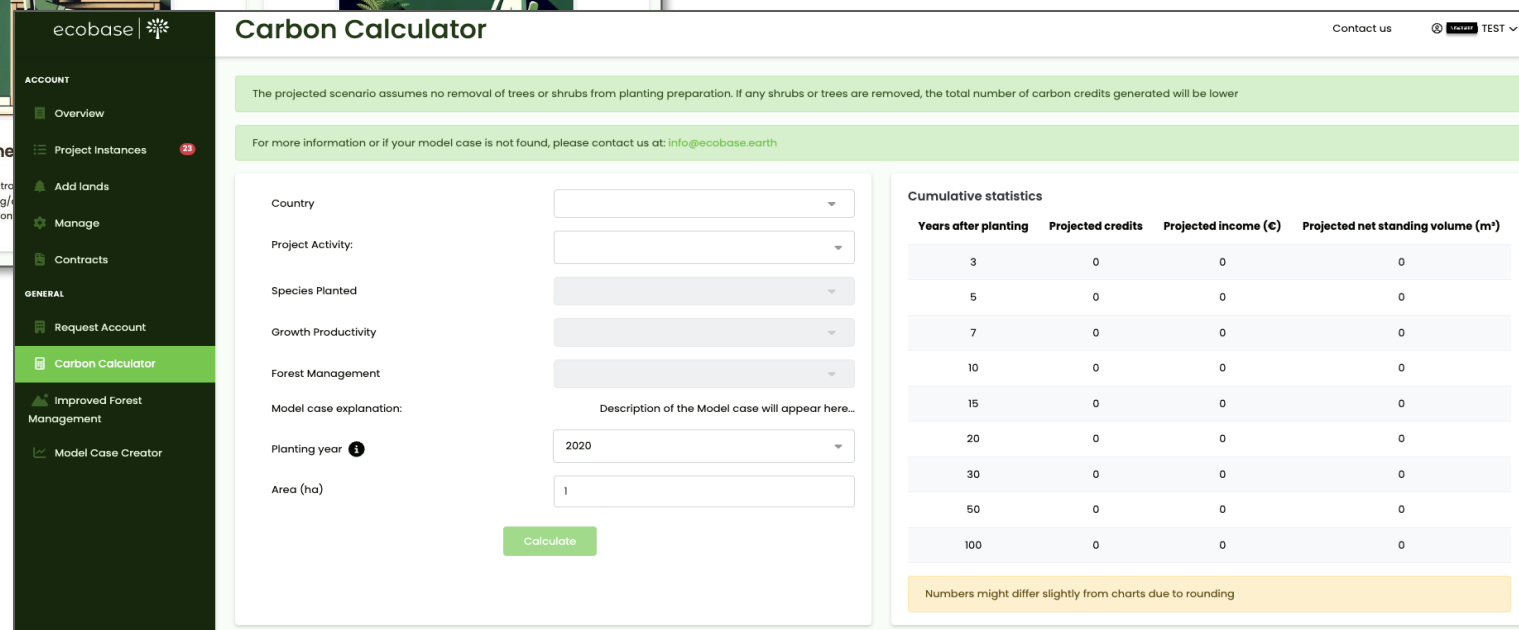 ecobase
Carbon Calculator
Contact us
TEST
ACCOUNT
Overview
Project Instances 23
Add lands
Manage
Contracts
GENERAL
Request Account
Carbon Calculator
Improved Forest
Management
Model Case Creator
The projected scenario assumes no removal of trees or shrubs from planting preparation. If any shrubs or trees are removed, the total number of carbon credits generated will be lower
For more information or if your model case is not found, please contact us at: info@ecobase.earth
Country
Project Activity:
Species Planted
Growth Productivity
Forest Management
Model case explanation: Description of the Model case will appear here...
Planting year 2020
Area (ha) 1
Calculate
Cumulative statistics
Years after planting Projected credits Projected income (€) Projected net standing volume (m³)
3 0 0 0
5 0 0 0
7 0 0 0
10 0 0 0
15 0 0 0
20 0 0 0
30 0 0 0
50 0 0 0
100 0 0 0
Numbers might differ slightly from charts due to rounding